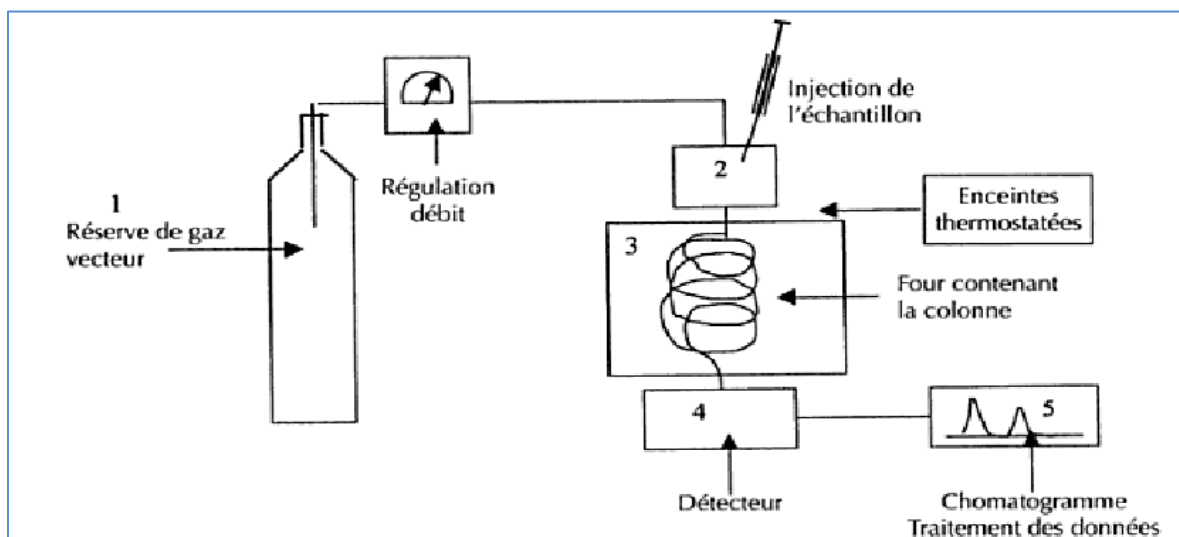 1
Réserve de gaz
vecteur
Régulation
débit
Injection de
l'échantillon
2
Enceintes
thermostatées
3
Four contenant
la colonne
4
Détecteur
5
Chomatogramme
Traitement des données